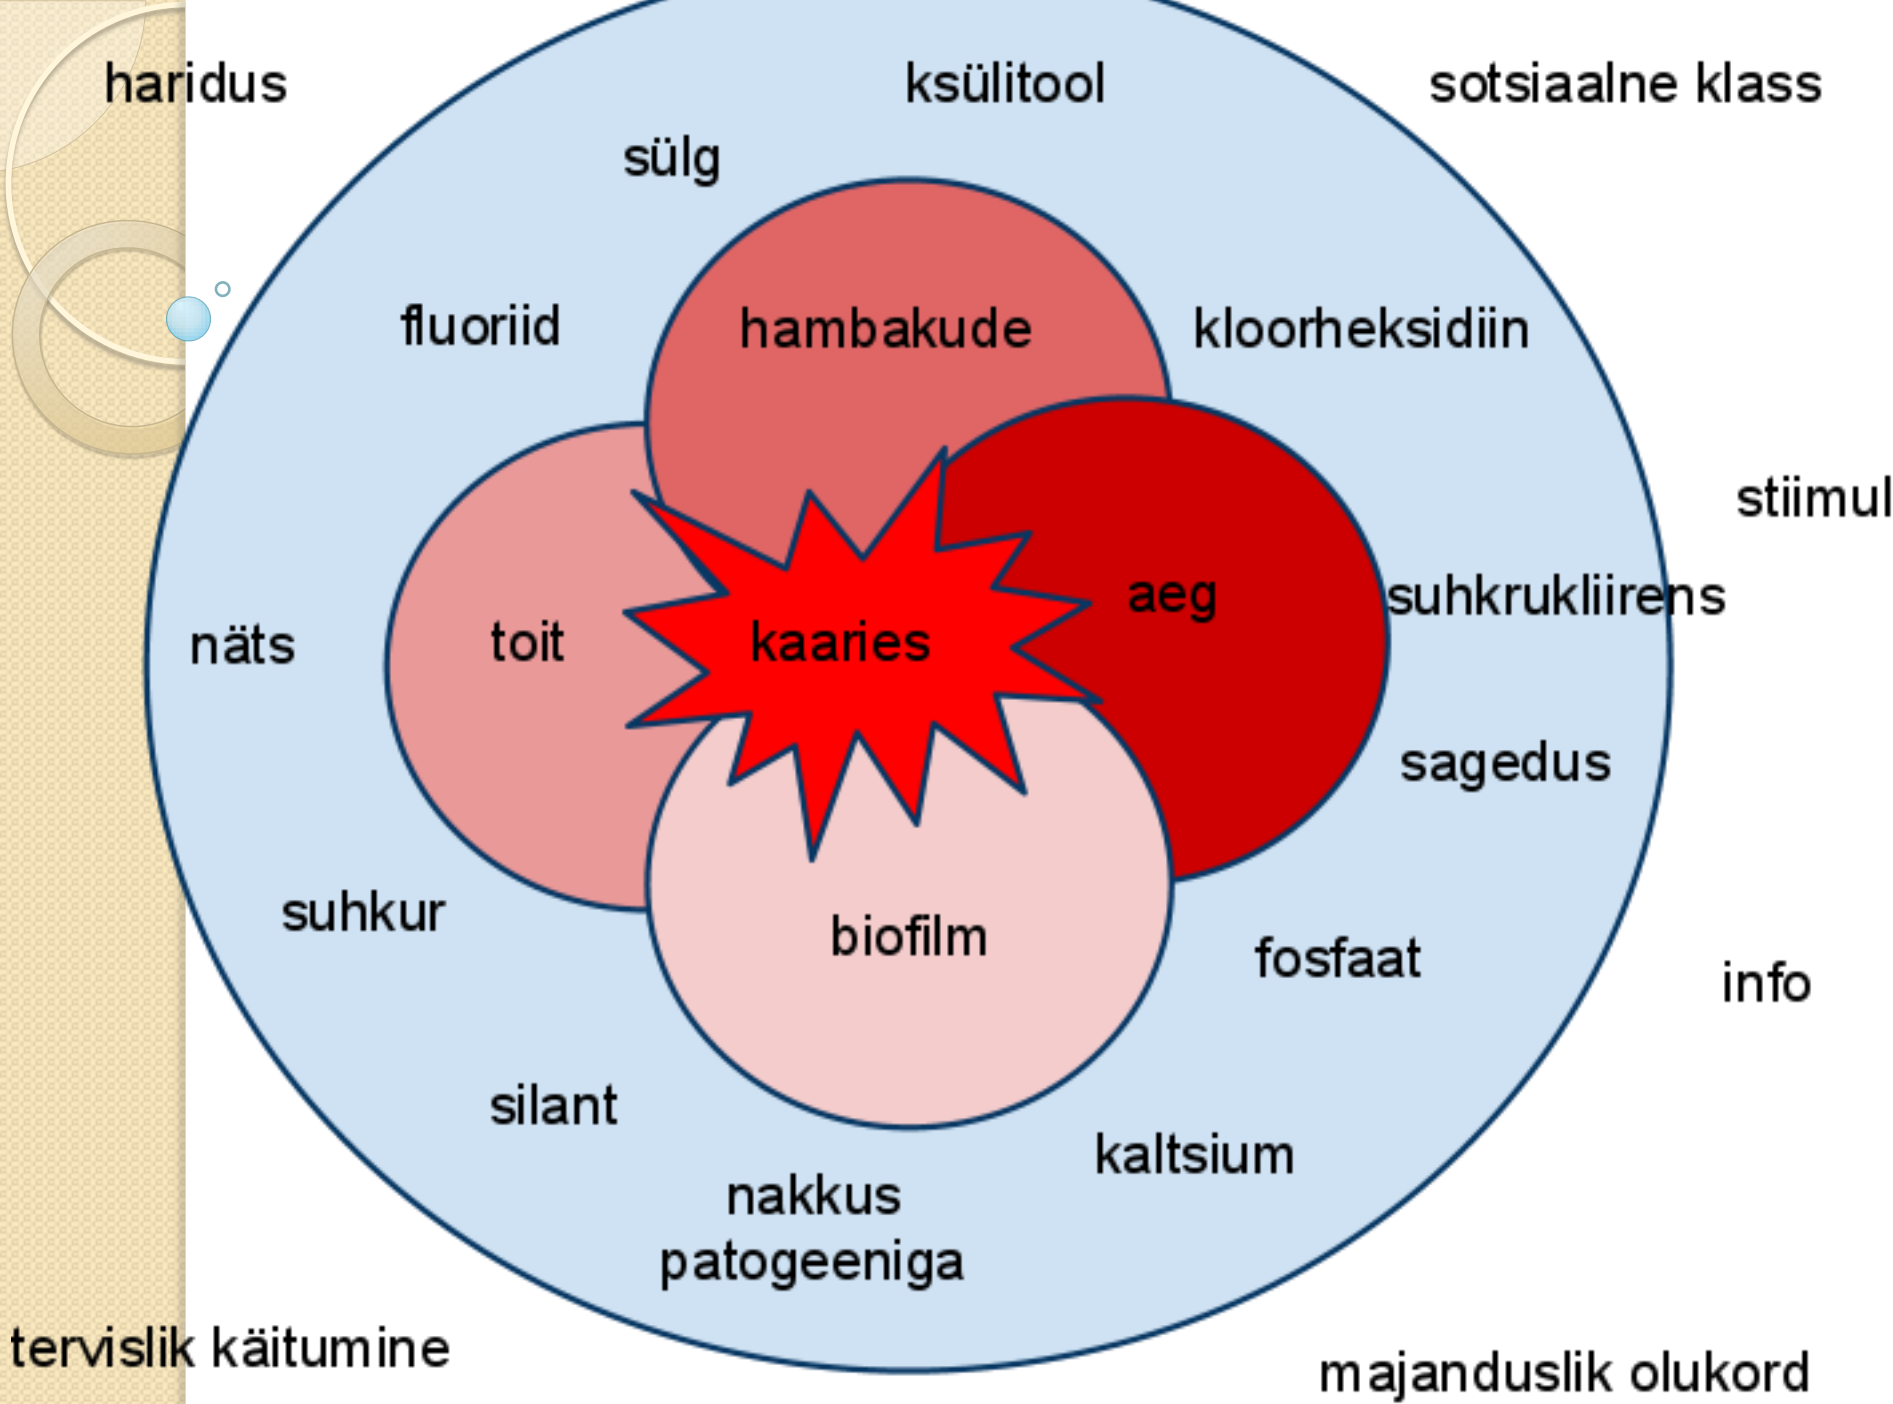 haridus
ksülitool
sotsiaalne klass
sülg
fluoriid
hambakude
kloorheksidiin
stiimul
näts
toit
kaaries
aeg
suhkrukliirens
sagedus
suhkur
biofilm
fosfaat
info
silant
kaltsium
nakkus
patogeeniga
tervislik käitumine
majanduslik olukord